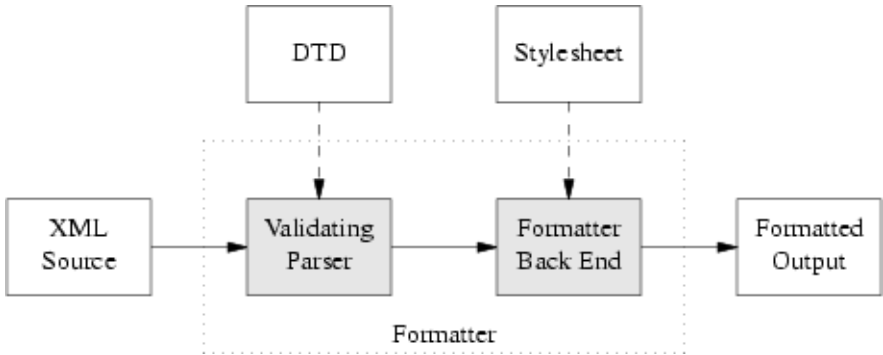 DTD
Stylesheet
XML
Source
Validating
Parser
Formatter
Back End
Formatted
Output
Formatter